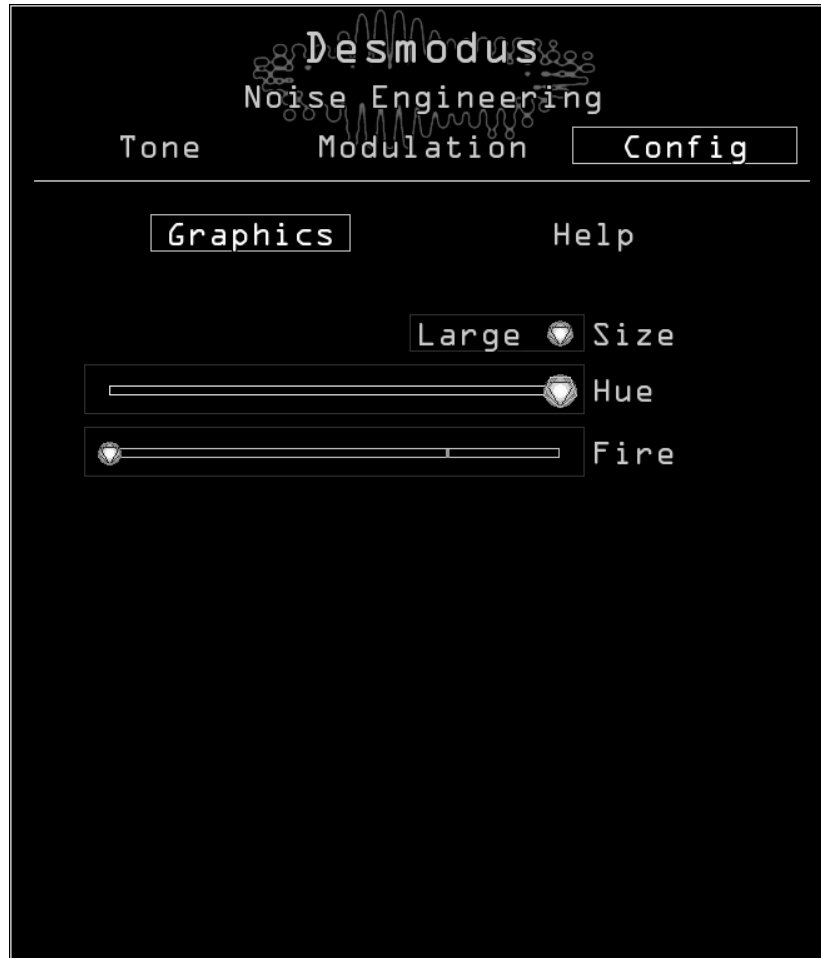 Desmodus
Noise Engineering
Tone Modulation Config
Graphics Help
Large Size
Hue
Fire